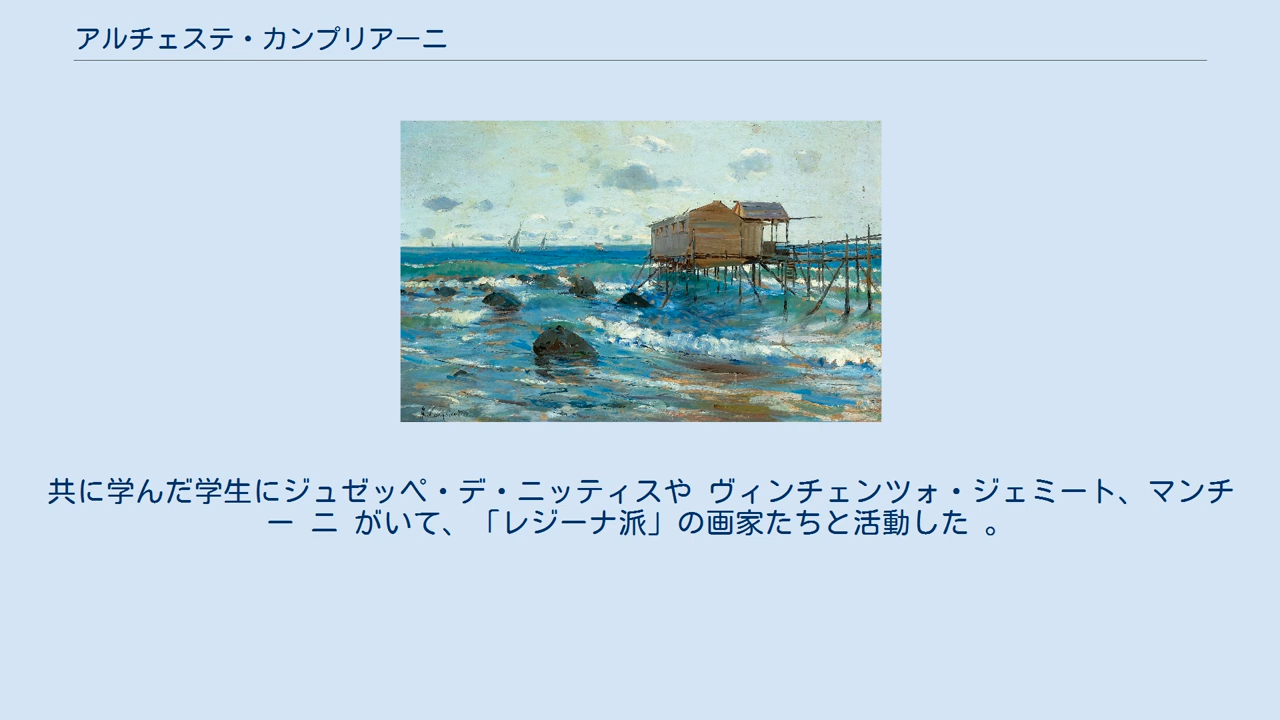 アルチェステ・カンプリアーニ
共に学んだ学生にジュゼッペ・デ・ニッティスや ヴィンチェンツォ・ジェミート、マンチ
ー ニ がいて、「レジーナ派」の画家たちと活動した 。